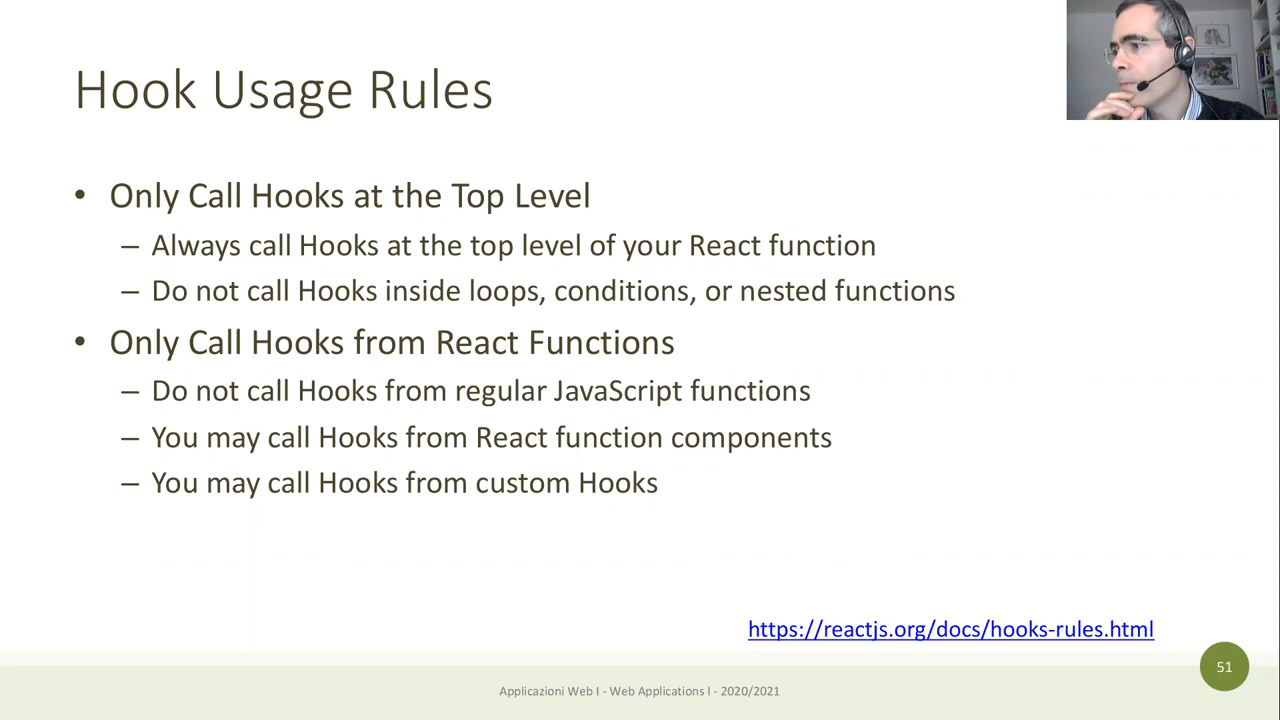 Hook Usage Rules
• Only Call Hooks at the Top Level
– Always call Hooks at the top level of your React function
– Do not call Hooks inside loops, conditions, or nested functions
• Only Call Hooks from React Functions
– Do not call Hooks from regular JavaScript functions
– You may call Hooks from React function components
– You may call Hooks from custom Hooks
https://reactjs.org/docs/hooks-rules.html
51
Applicazioni Web I - Web Applications I - 2020/2021